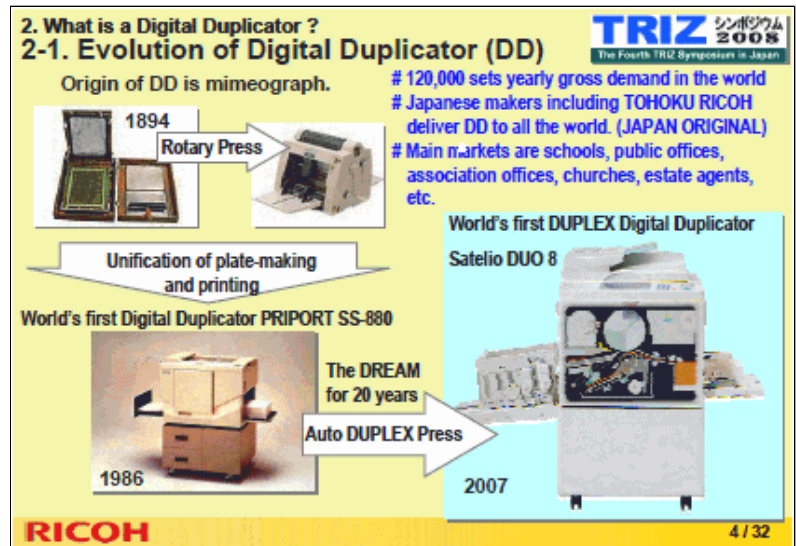 2. What is a Digital Duplicator ?
2-1. Evolution of Digital Duplicator (DD)
TRIZ シンポジウム 2008
The Fourth TRIZ Symposium in Japan
Origin of DD is mimeograph.
# 120,000 sets yearly gross demand in the world
# Japanese makers including TOHOKU RICOH
deliver DD to all the world. (JAPAN ORIGINAL)
# Main markets are schools, public offices,
association offices, churches, estate agents,
etc.
1894
Rotary Press
Unification of plate-making
and printing
World's first Digital Duplicator PRIPORT SS-880
1986
The DREAM
for 20 years
Auto DUPLEX Press
World's first DUPLEX Digital Duplicator
Satelio DUO 8
2007
RICOH
4 / 32